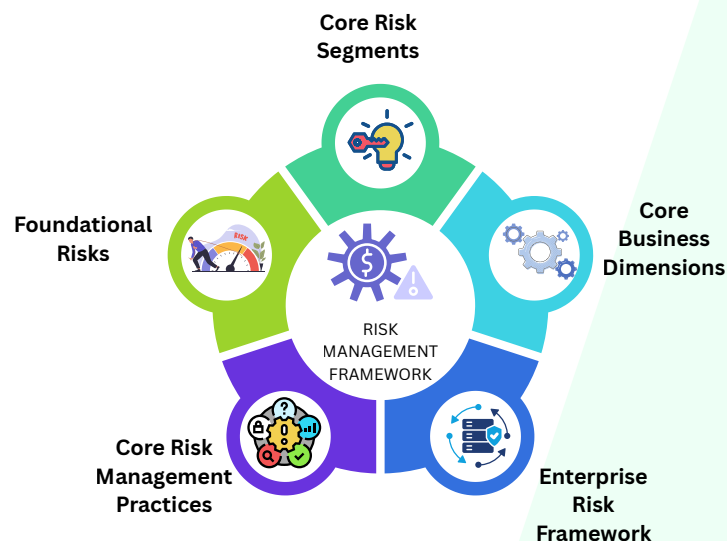 Core Risk
Segments
Foundational
Risks
RISK
Core
Business
Dimensions
RISK
MANAGEMENT
FRAMEWORK
Core Risk
Management
Practices
Enterprise
Risk
Framework